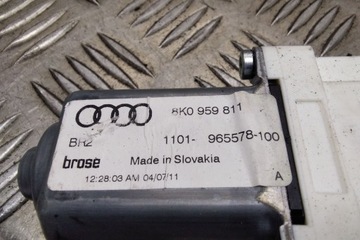 8K0 959 811
BH2 1101- 965578-100
brose Made in Slovakia
12:28:03 AM 04/07/11 A